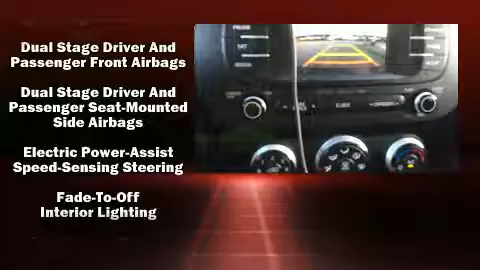 Dual Stage Driver And
Passenger Front Airbags
Dual Stage Driver And
Passenger Seat-Mounted
Side Airbags
Electric Power-Assist
Speed-Sensing Steering
Fade-To-Off
Interior Lighting